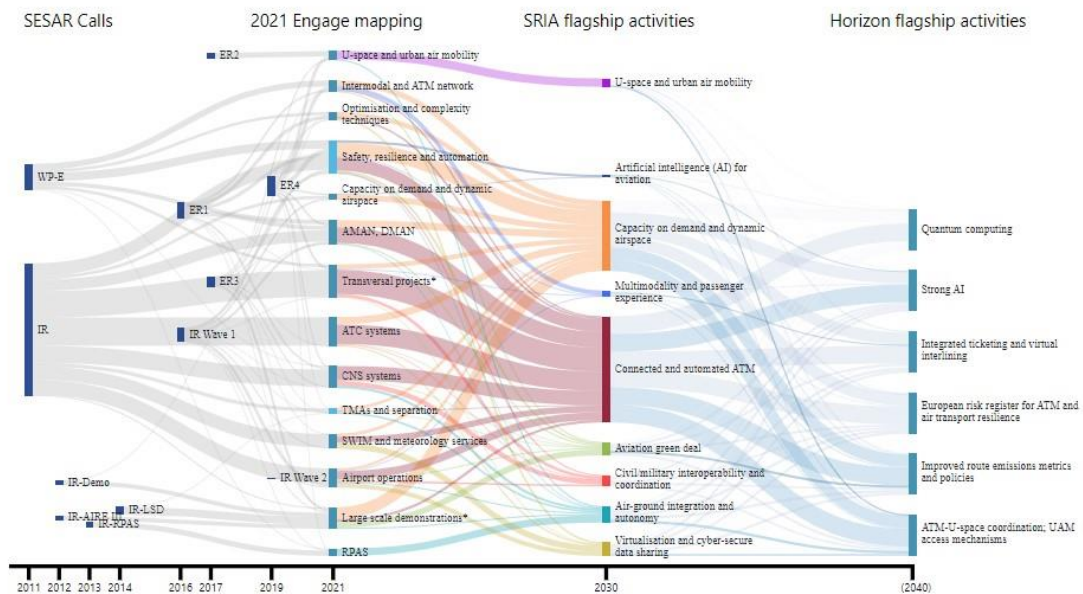 SESAR Calls
2021 Engage mapping
SRIA flagship activities
Horizon flagship activities
ER2
WP-E
ER4
ER1
ER3
IR
IR Wave 1
IR Wave 2
IR-Demo
IR-LSD
IR-AIRE III
IR-RPAS
U-space and urban air mobility
Intermodal and ATM network
Optimisation and complexity
techniques
Safety, resilience and automation
Capacity on demand and dynamic
airspace
AMAN, DMAN
Transversal projects*
ATC systems
CNS systems
TMAs and separation
SWIM and meteorology services
Airport operations
Large scale demonstrations*
RPAS
U-space and urban air mobility
Artificial intelligence (AI) for
aviation
Capacity on demand and dynamic
airspace
Multimodality and passenger
experience
Connected and automated ATM
Aviation green deal
Civil/military interoperability and
coordination
Air-ground integration and
autonomy
Virtualisation and cyber-secure
data sharing
Quantum computing
Strong AI
Integrated ticketing and virtual
interlining
European risk register for ATM and
air transport resilience
Improved route emissions metrics
and policies
ATM-U-space coordination; UAM
access mechanisms
2011 2012 2013 2014 2016 2017 2019 2021 2030 (2040)